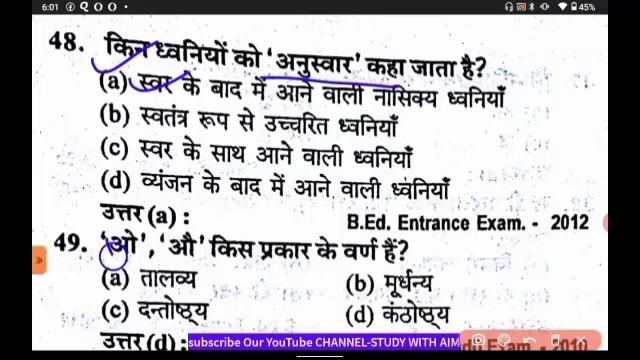 6:01
45%
48. किन ध्वनियों को 'अनुस्वार' कहा जाता है?
(a) स्वर के बाद में आने वाली नासिक्य ध्वनियाँ
(b) स्वतंत्र रूप से उच्चरित ध्वनियाँ
(c) स्वर के साथ आने वाली ध्वनियाँ
(d) व्यंजन के बाद में आने वाली ध्वनियाँ
उत्तर (a) :
B.Ed. Entrance Exam. - 2012
49. 'ओ', 'औ' किस प्रकार के वर्ण हैं?
(a) तालव्य (b) मूर्धन्य
(c) दन्तोष्ठ्य (d) कंठोष्ठ्य
उत्तर (d) :
subscribe Our YouTube CHANNEL-STUDY WITH AIM